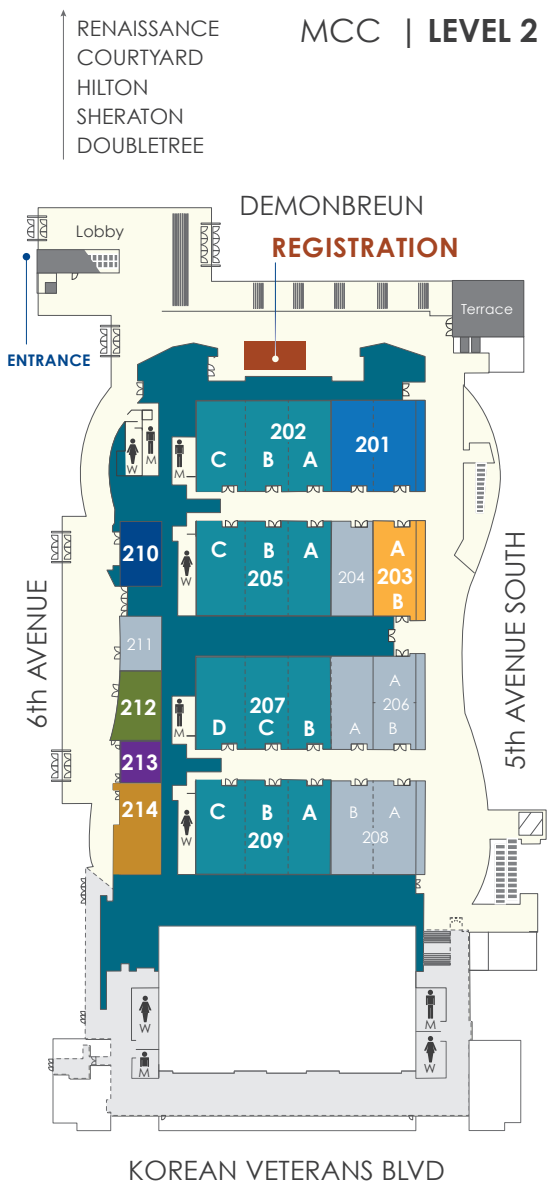 RENAISSANCE
COURTYARD
HILTON
SHERATON
DOUBLETREE
MCC | LEVEL 2
DEMONBREUN
Lobby
REGISTRATION
Terrace
ENTRANCE
202
C B A
201
M
W
M
210
C B A
205
204
A
203
B
W
6th AVENUE
5th AVENUE SOUTH
211
212
207
D C B
A
A
206
B
M
213
214
C B A
209
B A
208
W
W
M
M
W
KOREAN VETERANS BLVD